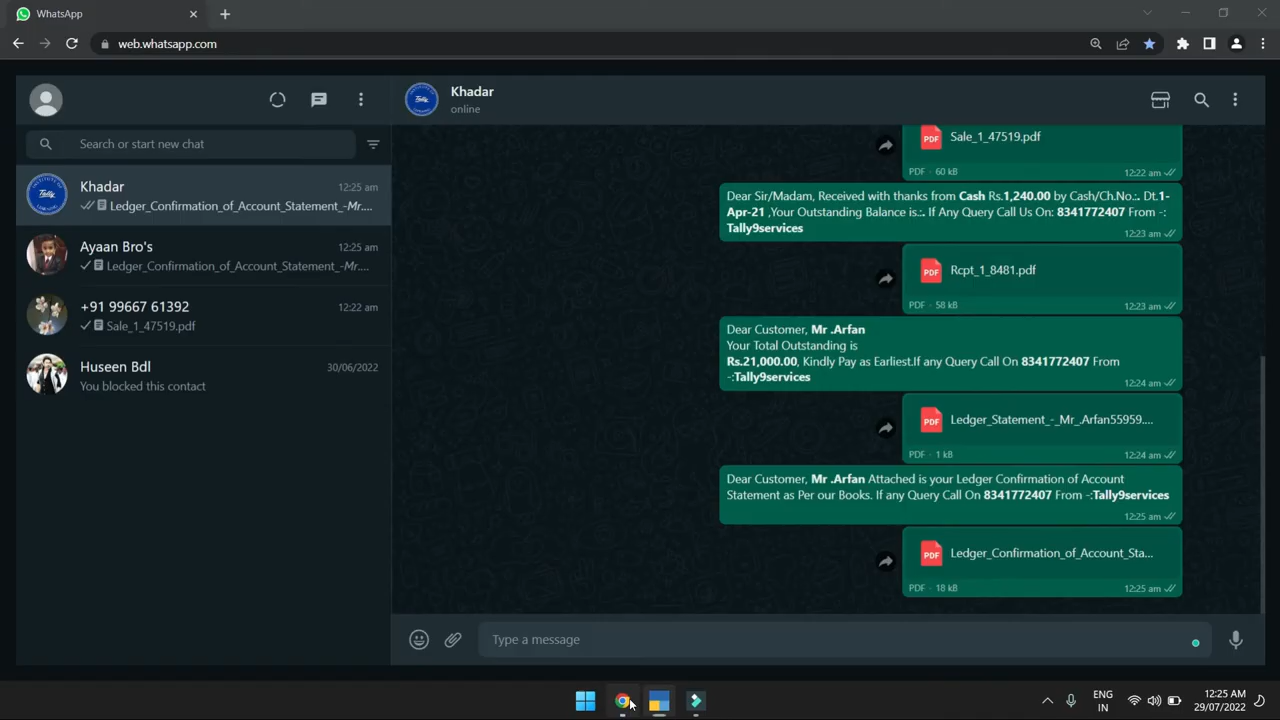 WhatsApp
web.whatsapp.com
Search or start new chat
Khadar
12:25 am
Ledger_Confirmation_of_Account_Statement_-Mr....
Ayaan Bro's
12:25 am
Ledger_Confirmation_of_Account_Statement_-Mr....
+91 99667 61392
12:22 am
Sale_1_47519.pdf
Huseen Bdl
30/06/2022
You blocked this contact
Tally
Khadar
online
PDF Sale_1_47519.pdf
PDF · 60 kB
12:22 am
Dear Sir/Madam, Received with thanks from Cash Rs.1,240.00 by Cash/Ch.No.:. Dt.1-
Apr-21 ,Your Outstanding Balance is.:. If Any Query Call Us On: 8341772407 From -:
Tally9services
12:23 am
PDF Rcpt_1_8481.pdf
PDF · 58 kB
12:23 am
Dear Customer, Mr .Arfan
Your Total Outstanding is
Rs.21,000.00, Kindly Pay as Earliest.If any Query Call On 8341772407 From
-:Tally9services
12:24 am
PDF Ledger_Statement_-_Mr_.Arfan55959....
PDF · 1 kB
12:24 am
Dear Customer, Mr .Arfan Attached is your Ledger Confirmation of Account
Statement as Per our Books. If any Query Call On 8341772407 From -:Tally9services
12:25 am
PDF Ledger_Confirmation_of_Account_Sta...
PDF · 18 kB
12:25 am
Type a message
ENG
IN
12:25 AM
29/07/2022